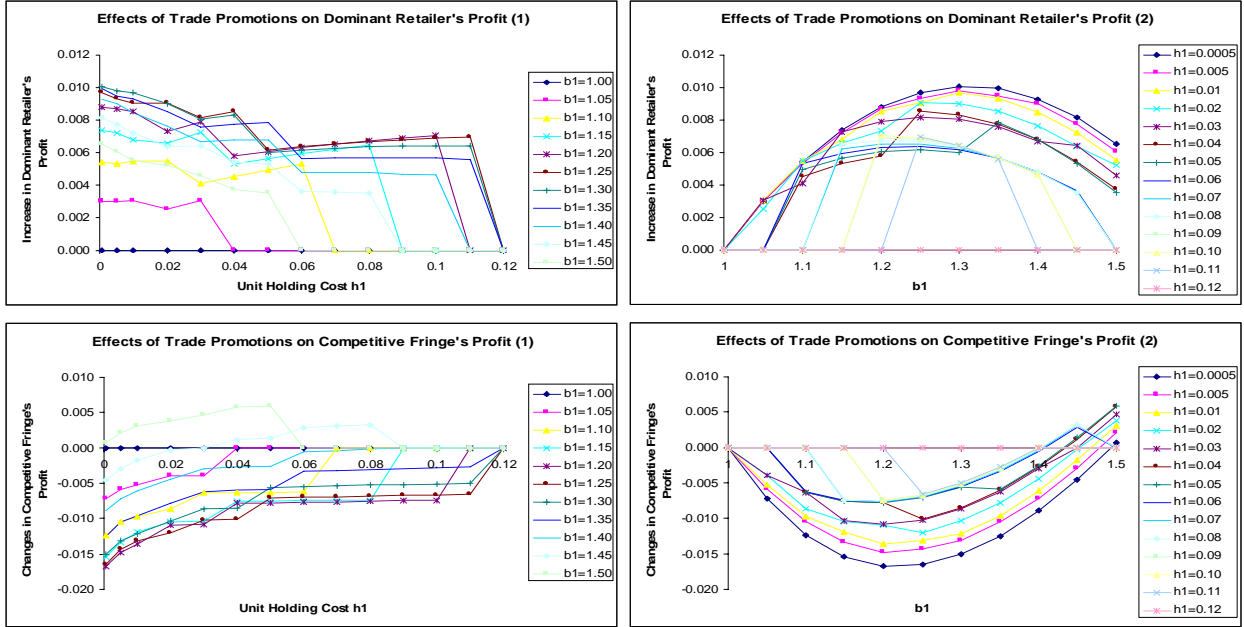 Effects of Trade Promotions on Dominant Retailer's Profit (1)
Increase in Dominant Retailer's
Profit
0.012
0.010
0.008
0.006
0.004
0.002
0.000
0
0.02
0.04
0.06
0.08
0.1
0.12
Unit Holding Cost h1
b1=1.00
b1=1.05
b1=1.10
b1=1.15
b1=1.20
b1=1.25
b1=1.30
b1=1.35
b1=1.40
b1=1.45
b1=1.50
Effects of Trade Promotions on Dominant Retailer's Profit (2)
Increase in Dominant Retailer's
Profit
0.012
0.010
0.008
0.006
0.004
0.002
0.000
1
1.1
1.2
1.3
1.4
1.5
b1
h1=0.0005
h1=0.005
h1=0.01
h1=0.02
h1=0.03
h1=0.04
h1=0.05
h1=0.06
h1=0.07
h1=0.08
h1=0.09
h1=0.10
h1=0.11
h1=0.12
Effects of Trade Promotions on Competitive Fringe's Profit (1)
Changes in Competitive Fringe's
Profit
0.010
0.005
0.000
-0.005
-0.010
-0.015
-0.020
0
0.02
0.04
0.06
0.08
0.1
0.12
Unit Holding Cost h1
b1=1.00
b1=1.05
b1=1.10
b1=1.15
b1=1.20
b1=1.25
b1=1.30
b1=1.35
b1=1.40
b1=1.45
b1=1.50
Effects of Trade Promotions on Competitive Fringe's Profit (2)
Changes in Competitive Fringe's
Profit
0.010
0.005
0.000
-0.005
-0.010
-0.015
-0.020
1
1.1
1.2
1.3
1.4
1.5
b1
h1=0.0005
h1=0.005
h1=0.01
h1=0.02
h1=0.03
h1=0.04
h1=0.05
h1=0.06
h1=0.07
h1=0.08
h1=0.09
h1=0.10
h1=0.11
h1=0.12